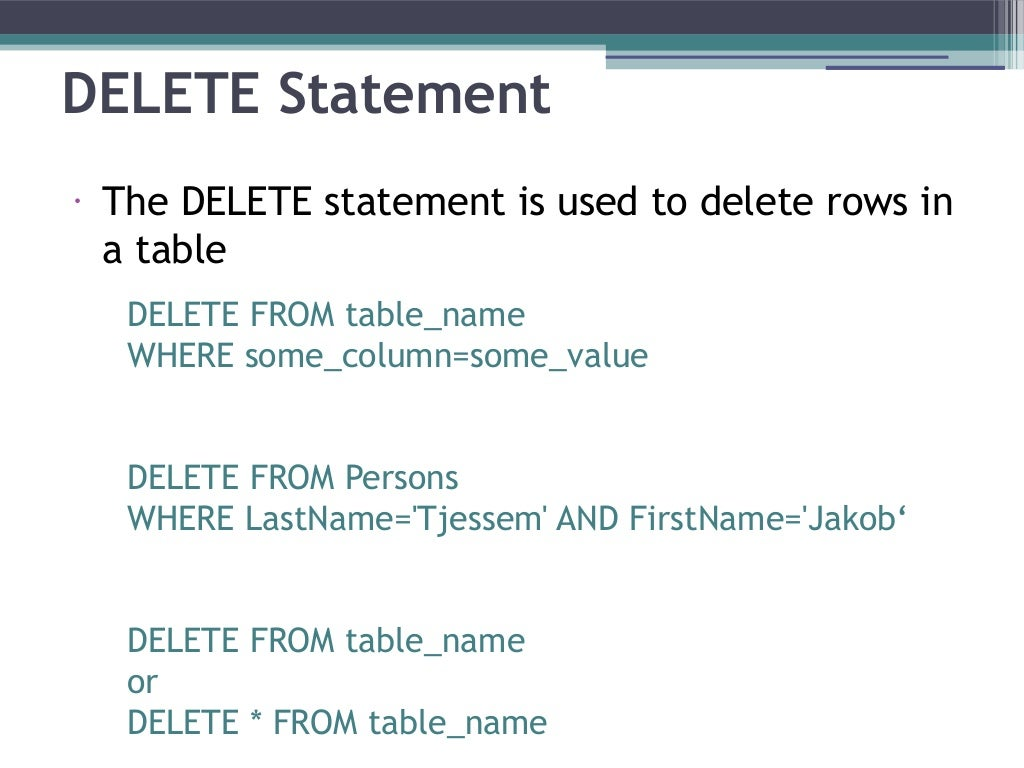 DELETE Statement
· The DELETE statement is used to delete rows in
a table
DELETE FROM table_name
WHERE some_column=some_value
DELETE FROM Persons
WHERE LastName='Tjessem' AND FirstName='Jakob‘
DELETE FROM table_name
or
DELETE * FROM table_name